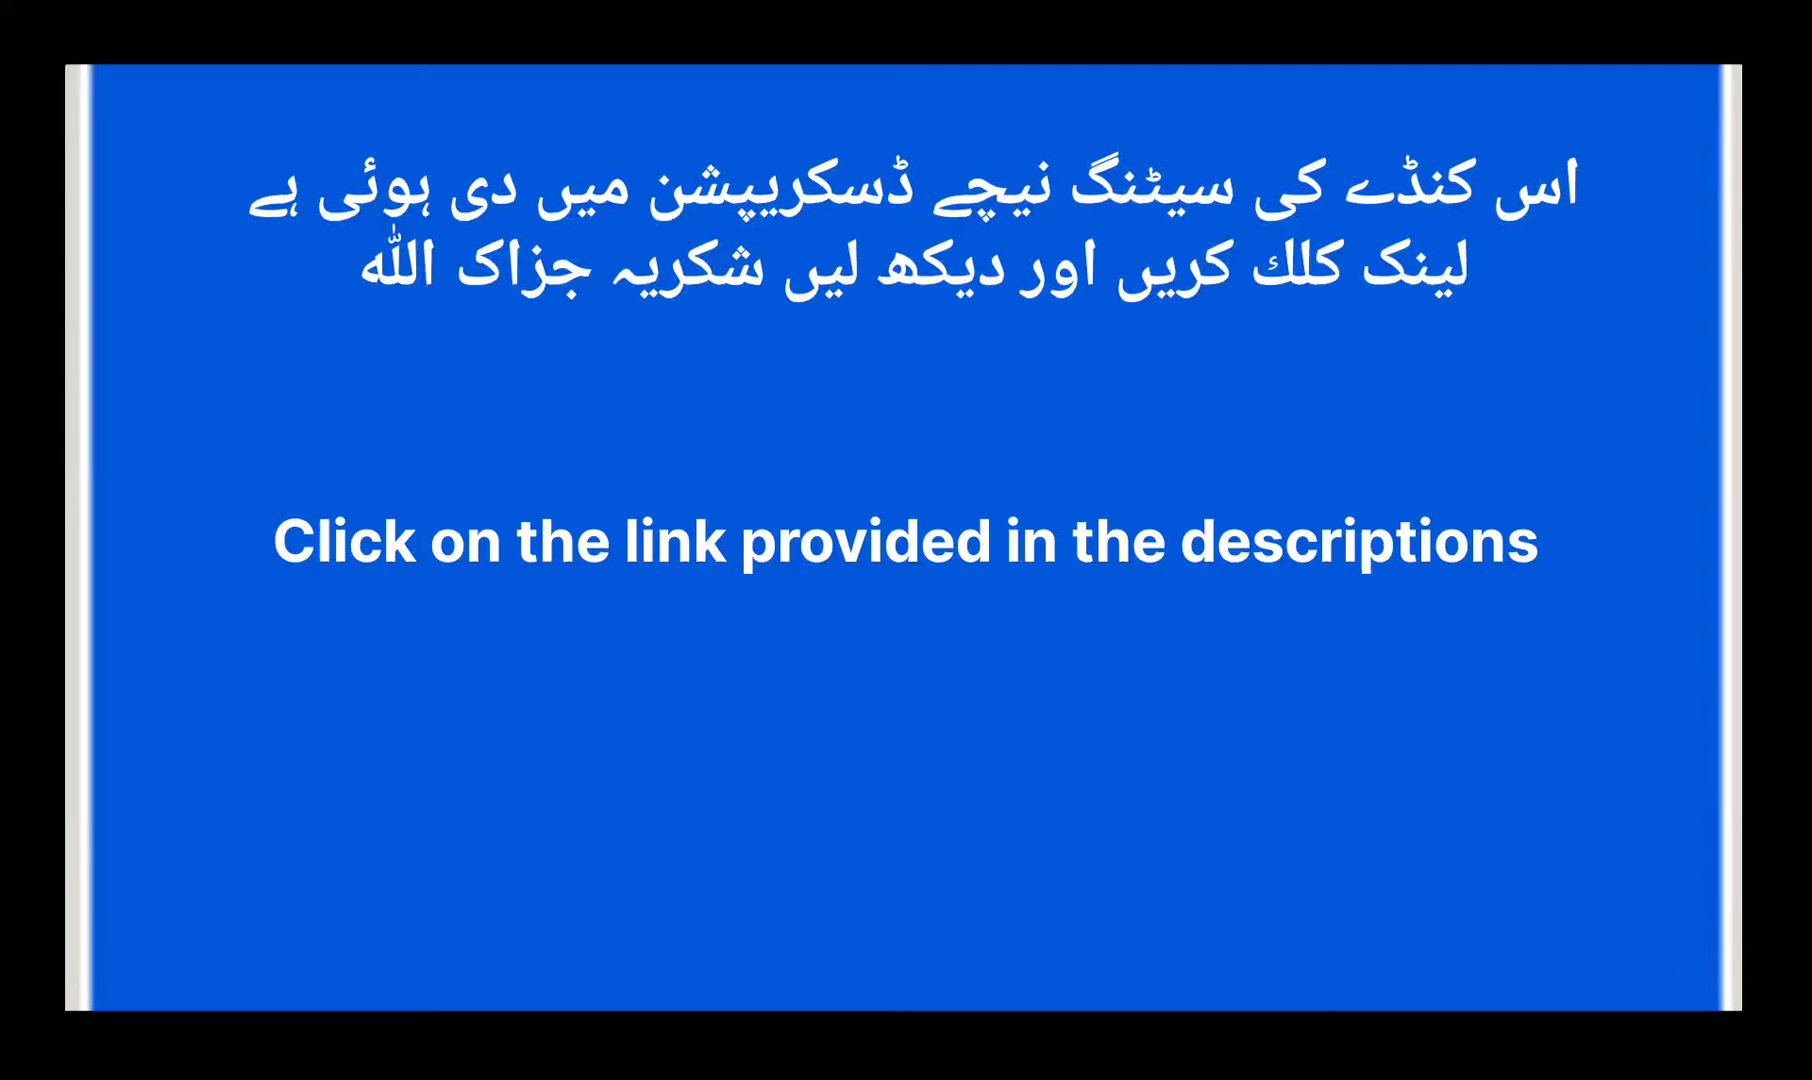 اس کنڈے کی سیٹنگ نیچے ڈسکریپشن میں دی ہوئی ہے
لینک کلك کریں اور دیکھ لیں شکریہ جزاک اللہ
Click on the link provided in the descriptions